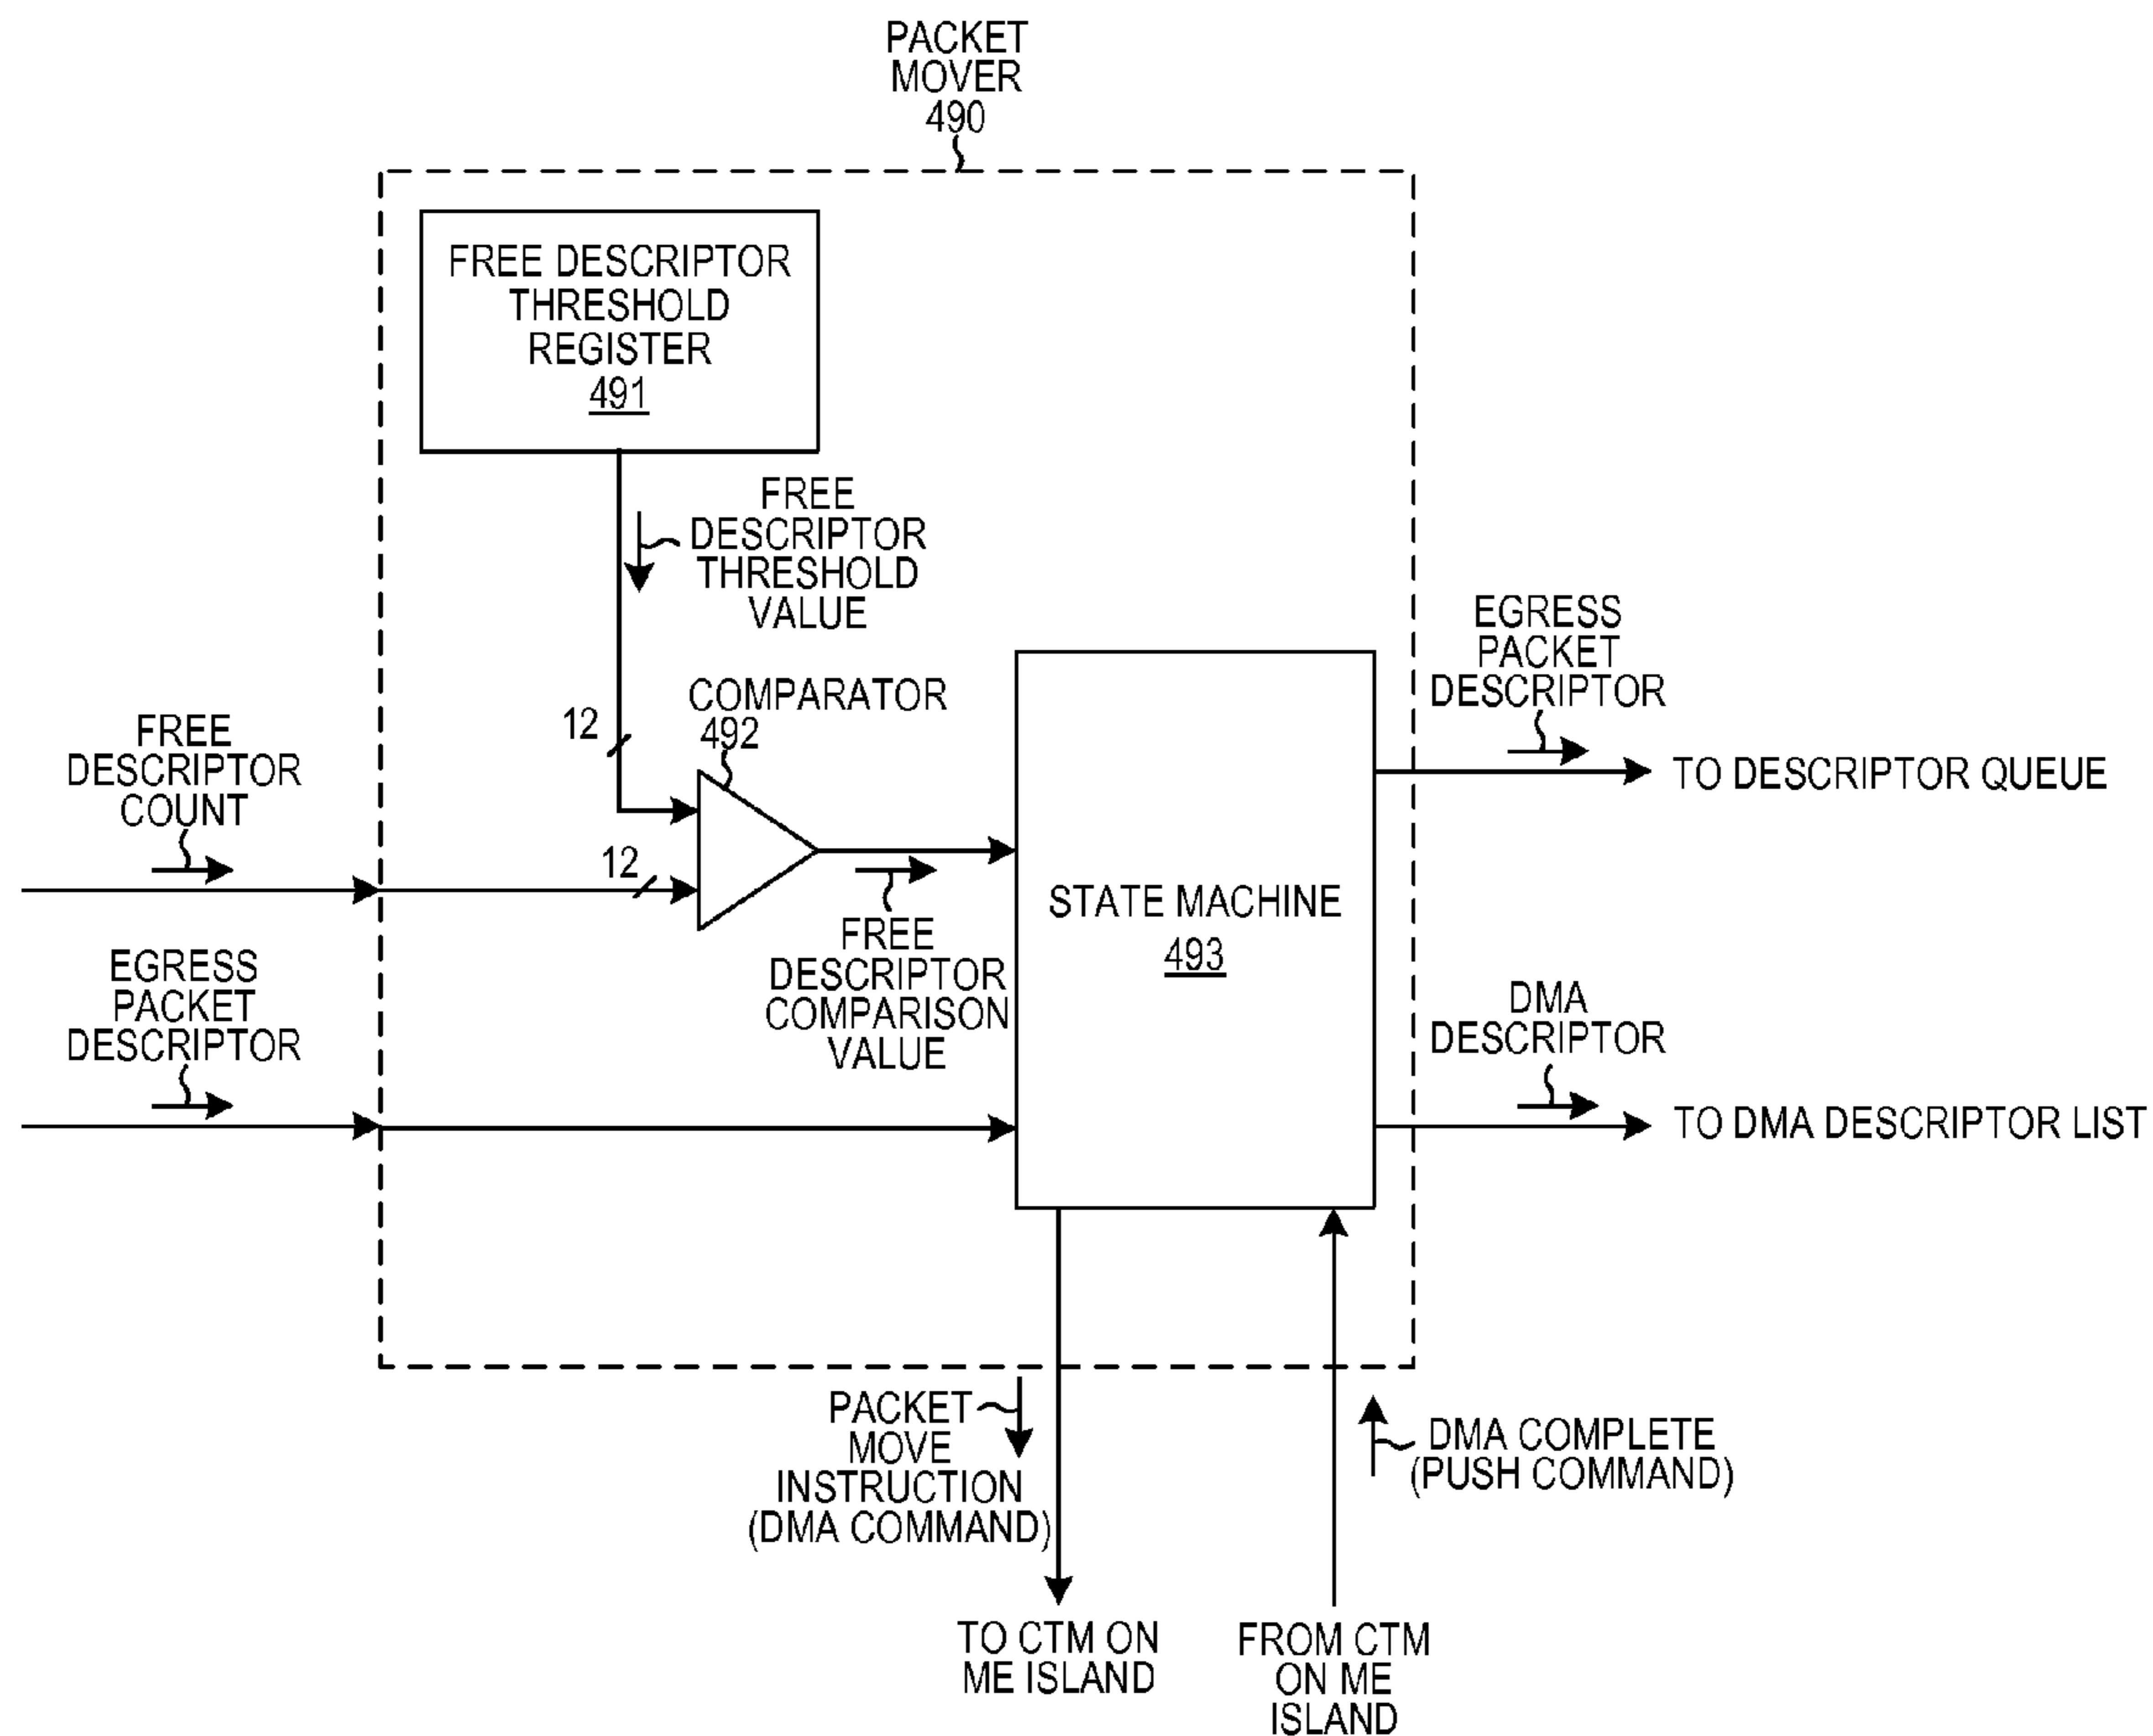 PACKET
MOVER
490
FREE DESCRIPTOR
THRESHOLD
REGISTER
491
FREE
DESCRIPTOR
THRESHOLD
VALUE
12
COMPARATOR
492
FREE
DESCRIPTOR
COUNT
12
FREE
DESCRIPTOR
COMPARISON
VALUE
EGRESS
PACKET
DESCRIPTOR
STATE MACHINE
493
EGRESS
PACKET
DESCRIPTOR
TO DESCRIPTOR QUEUE
DMA
DESCRIPTOR
TO DMA DESCRIPTOR LIST
PACKET
MOVE
INSTRUCTION
(DMA COMMAND)
DMA COMPLETE
(PUSH COMMAND)
TO CTM ON
ME ISLAND
FROM CTM
ON ME
ISLAND